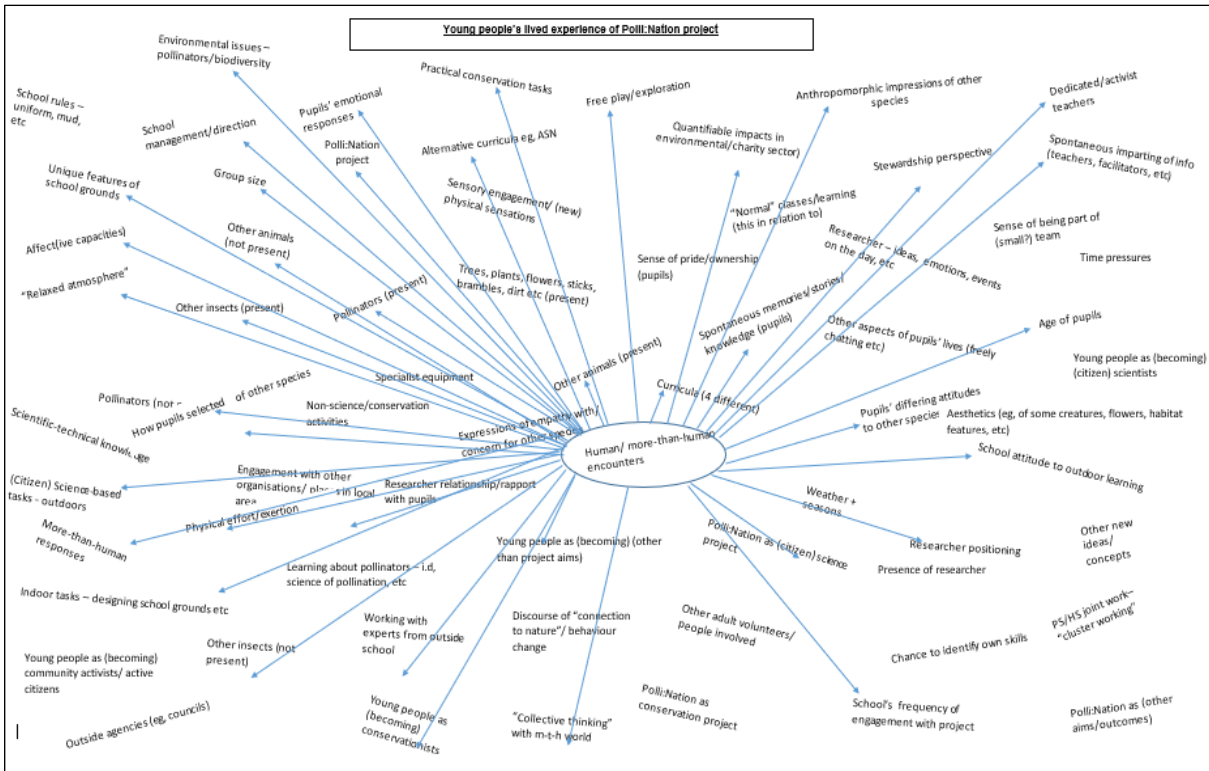 Young people's lived experience of Polli:Nation project
Environmental issues –
pollinators/biodiversity
Practical conservation tasks
Free play/exploration
Anthropomorphic impressions of other
species
Dedicated/activist
teachers
School rules –
uniform, mud,
etc
School
management/direction
Pupils' emotional
responses
Polli:Nation
project
Alternative curricula eg, ASN
Quantifiable impacts in
environmental/charity sector)
Stewardship perspective
Spontaneous imparting of info
(teachers, facilitators, etc)
Unique features of
school grounds
Group size
Sensory engagement/ (new)
physical sensations
"Normal" classes/learning
(this in relation to)
Sense of being part of
(small?) team
Affect(ive capacities)
Other animals
(not present)
Sense of pride/ownership
(pupils)
Researcher – ideas, emotions, events
on the day, etc
Time pressures
"Relaxed atmosphere"
Other insects (present)
Pollinators (present)
Trees, plants, flowers, sticks,
brambles, dirt etc (present)
Spontaneous memories/stories/
knowledge (pupils)
Other aspects of pupils' lives (freely
chatting etc)
Age of pupils
Young people as (becoming)
(citizen) scientists
Specialist equipment
Other animals (present)
Curricula (4 different)
Pollinators (not
How pupils selected
of other species
Non-science/conservation
activities
Expressions of empathy with/
concern for other species
Human/ more-than-human
encounters
Pupils' differing attitudes
to other species
Aesthetics (eg, of some creatures, flowers, habitat
features, etc)
Scientific-technical
School attitude to outdoor learning
(Citizen) Science-based
tasks - outdoors
Engagement with other
organisations/ places in local
area
Researcher relationship/rapport
with pupils
Physical effort/exertion
Weather +
seasons
More-than-human
responses
Young people as (becoming) (other
than project aims)
Polli:Nation as (citizen) science
project
Researcher positioning
Presence of researcher
Other new
ideas/
concepts
Learning about pollinators – i.d,
science of pollination, etc
Indoor tasks – designing school grounds etc
Working with
experts from outside
school
Discourse of "connection
to nature"/ behaviour
change
Other adult volunteers/
people involved
Chance to identify own skills
PS/HS joint work–
"cluster working"
Other insects (not
present)
Young people as (becoming)
community activists/ active
citizens
Outside agencies (eg, councils)
Young people as
(becoming)
conservationists
"Collective thinking"
with m-t-h world
Polli:Nation as
conservation project
School's frequency of
engagement with project
Polli:Nation as (other
aims/outcomes)